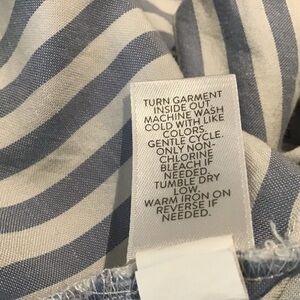 TURN GARMENT
INSIDE OUT
MACHINE WASH
COLD WITH LIKE
COLORS.
GENTLE CYCLE.
ONLY NON-
CHLORINE
BLEACH IF
NEEDED.
TUMBLE DRY
LOW.
WARM IRON ON
REVERSE IF
NEEDED.